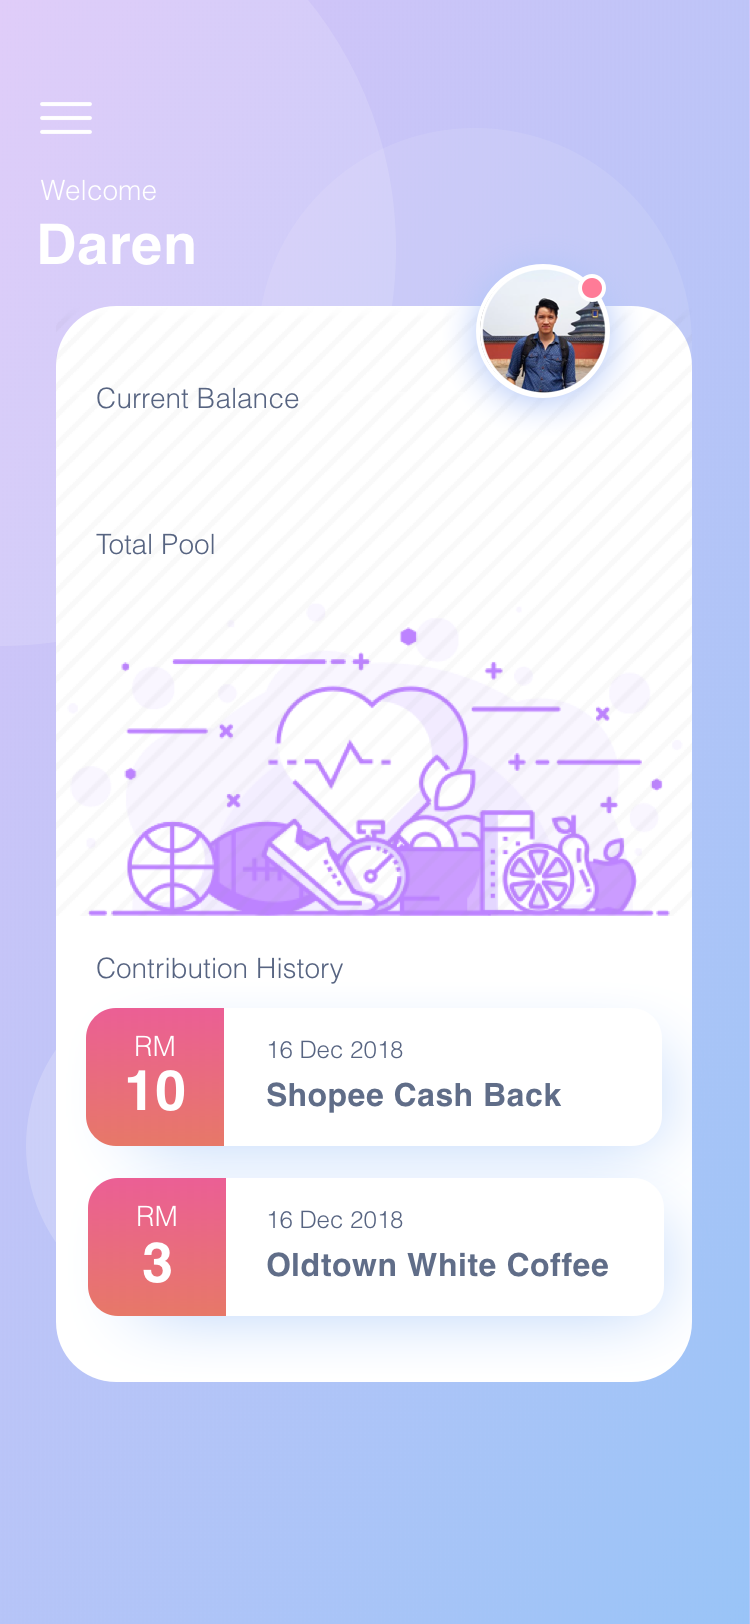 Welcome
Daren
Current Balance
Total Pool
Contribution History
RM
10
16 Dec 2018
Shopee Cash Back
RM
3
16 Dec 2018
Oldtown White Coffee